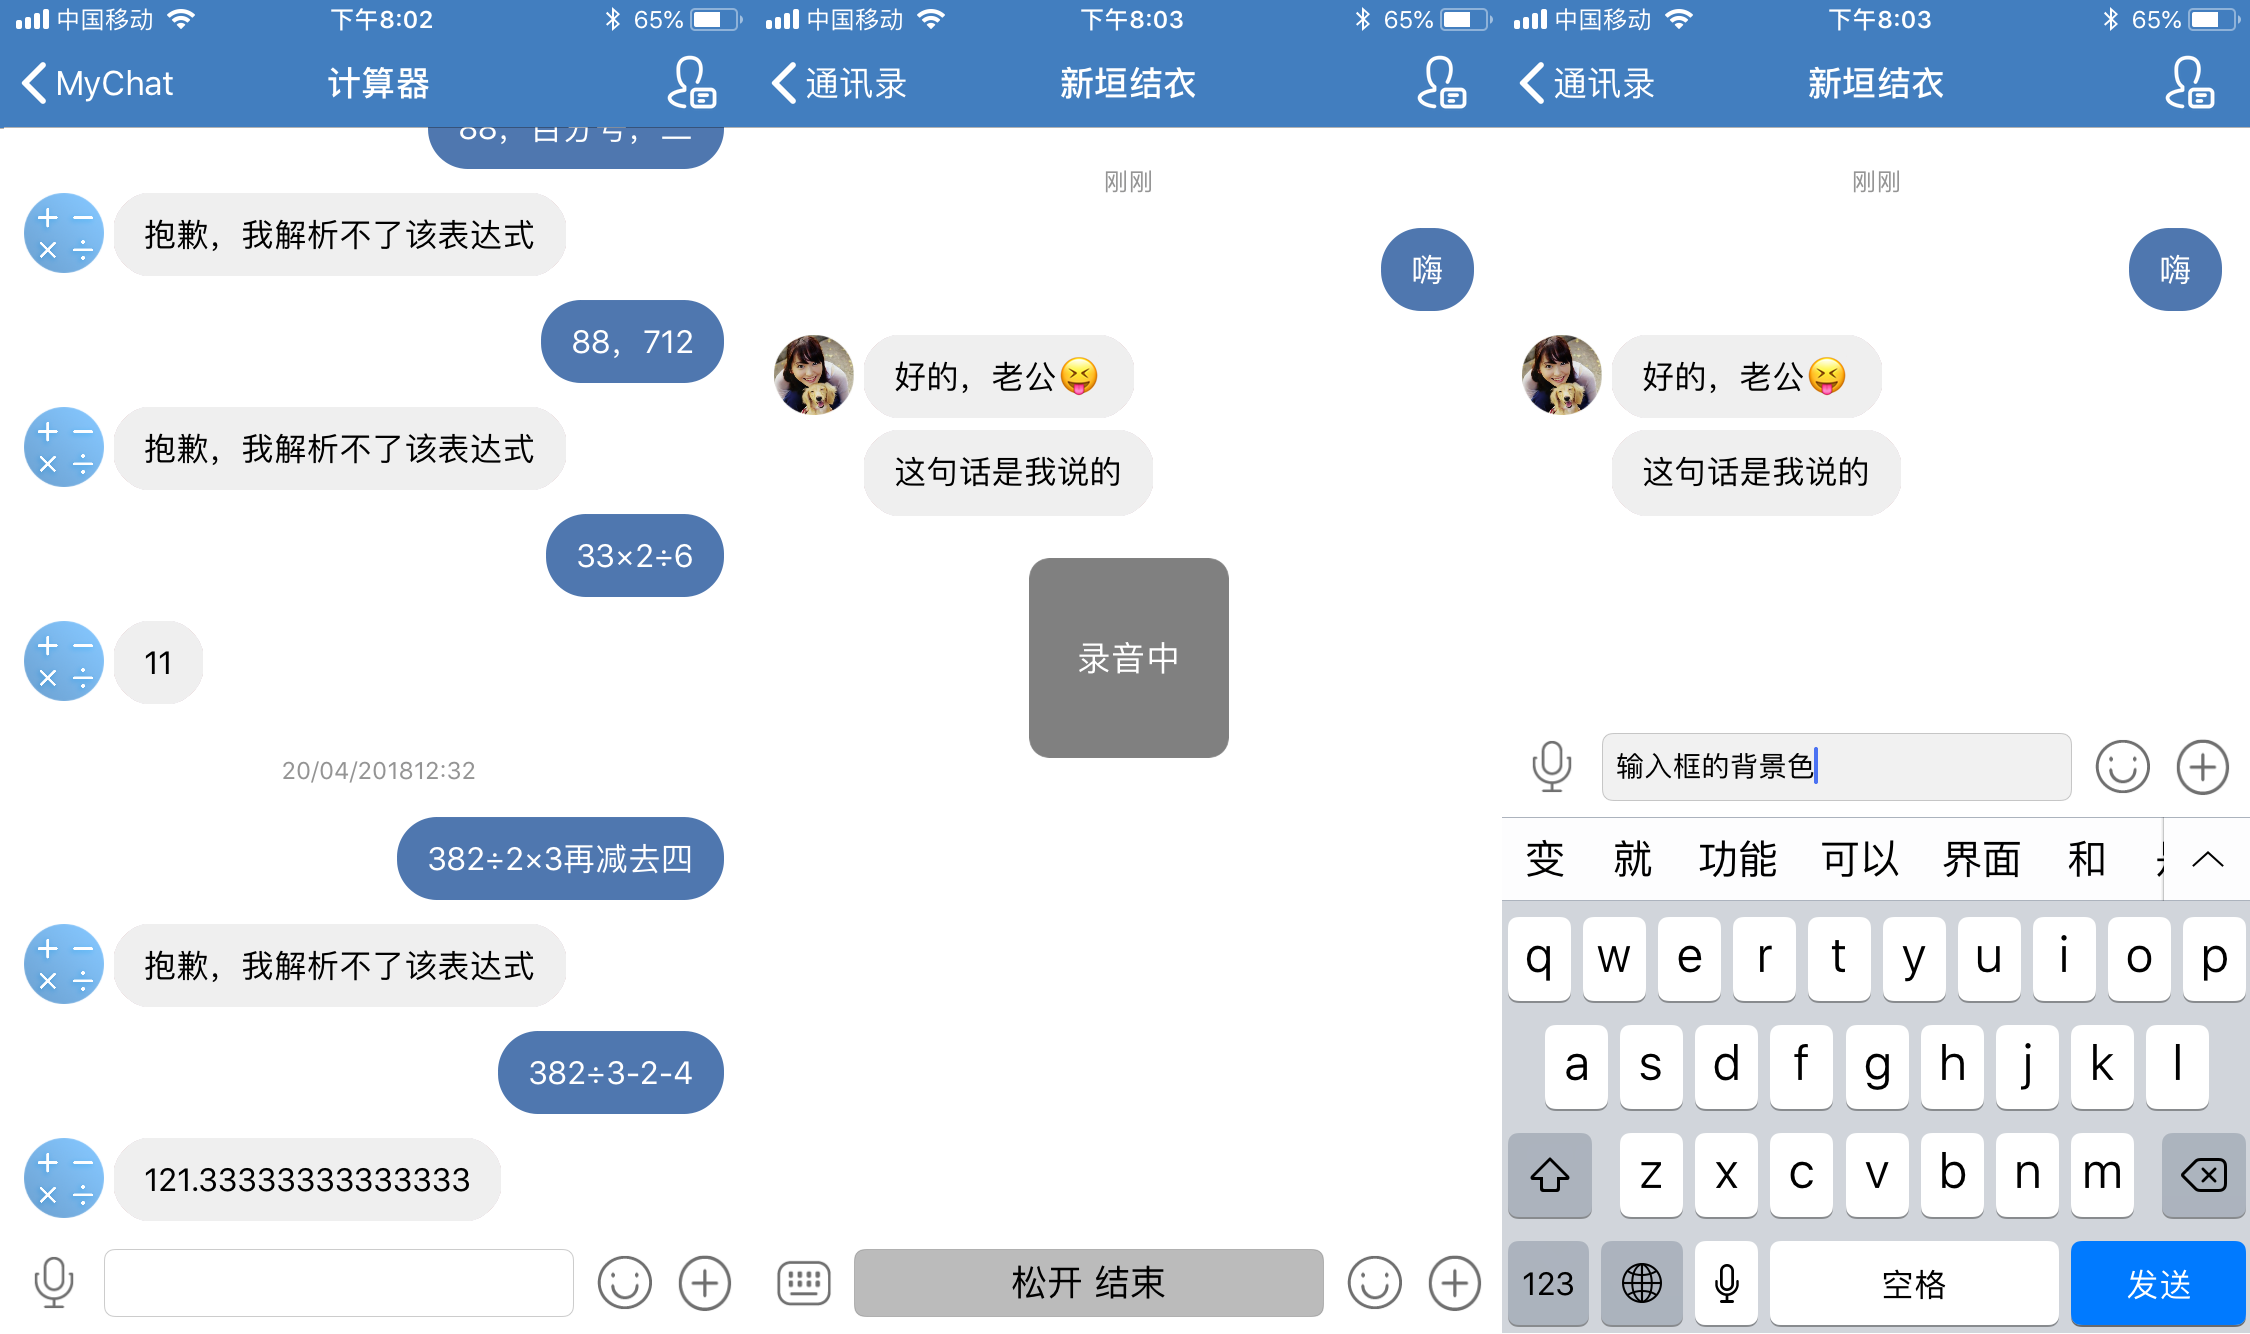 中国移动 下午8:02 65%
MyChat 计算器
抱歉，我解析不了该表达式
88，712
抱歉，我解析不了该表达式
33×2÷6
11
20/04/201812:32
382÷2×3再减去四
抱歉，我解析不了该表达式
382÷3-2-4
121.33333333333333
中国移动 下午8:03 65%
通讯录 新垣结衣
刚刚
嗨
好的，老公😝
这句话是我说的
录音中
松开 结束
中国移动 下午8:03 65%
通讯录 新垣结衣
刚刚
嗨
好的，老公😝
这句话是我说的
输入框的背景色
变 就 功能 可以 界面 和
q w e r t y u i o p
a s d f g h j k l
z x c v b n m
123 空格 发送